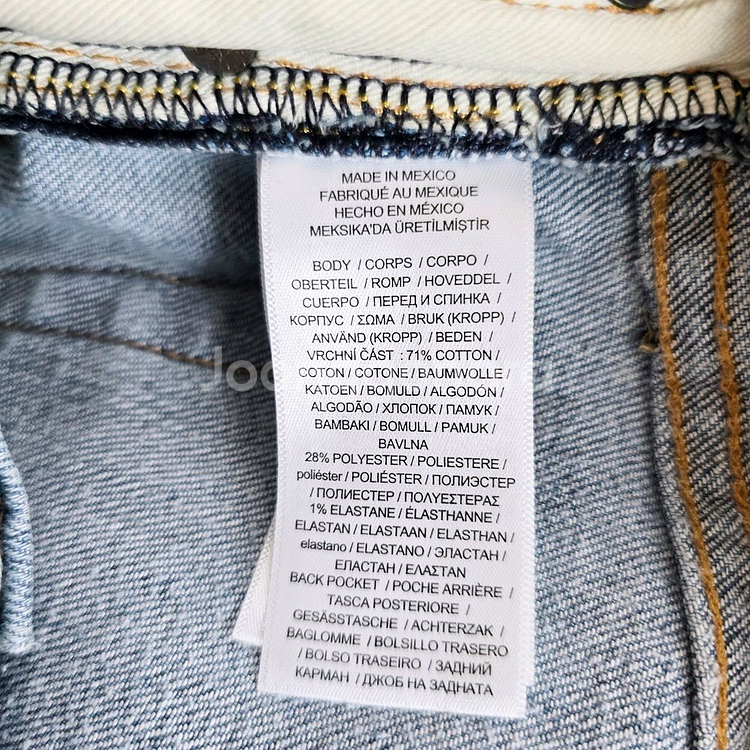 MADE IN MEXICO
FABRIQUÉ AU MEXIQUE
HECHO EN MÉXICO
MEKSIKA'DA ÜRETİLMİŞTİR
BODY / CORPS / CORPO /
OBERTEIL / ROMP / HOVEDDEL /
CUERPO / ПЕРЕД И СПИНКА /
КОРПУС / ΣΩΜΑ / BRUK (KROPP) /
ANVÄND (KROPP) / BEDEN /
VRCHNÍ ČÁST : 71% COTTON /
COTON / COTONE / BAUMWOLLE /
KATOEN / BOMULD / ALGODÓN /
ALGODÃO / ХЛОПОК / ПАМУК /
BAMBAKI / BOMULL / PAMUK /
BAVLNA
28% POLYESTER / POLIESTERE /
poliéster / POLIÉSTER / ПОЛИЭСТЕР
/ ПОЛИЕСТЕР / ΠΟΛΥΕΣΤΕΡΑΣ
1% ELASTANE / ÉLASTHANNE /
ELASTAN / ELASTAAN / ELASTHAN /
elastano / ELASTANO / ЭЛАСТАН /
ЕЛАСТАН / ΕΛΑΣΤΑΝ
BACK POCKET / POCHE ARRIÈRE /
TASCA POSTERIORE /
GESÄSSTASCHE / ACHTERZAK /
BAGLOMME / BOLSILLO TRASERO
/ BOLSO TRASEIRO / ЗАДНИЙ
КАРМАН / ДЖОБ НА ЗАДНАТА